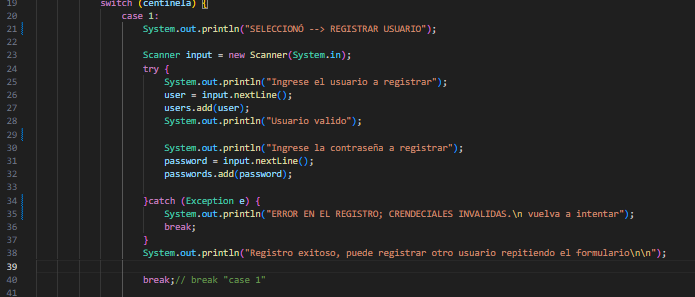 19 switch (centinela) {
20 case 1:
21 System.out.println("SELECCIONÓ --> REGISTRAR USUARIO");
22
23 Scanner input = new Scanner(System.in);
24 try {
25 System.out.println("Ingrese el usuario a registrar");
26 user = input.nextLine();
27 users.add(user);
28 System.out.println("Usuario valido");
29
30 System.out.println("Ingrese la contraseña a registrar");
31 password = input.nextLine();
32 passwords.add(password);
33
34 }catch (Exception e) {
35 System.out.println("ERROR EN EL REGISTRO; CRENDECIALES INVALIDAS.\n vuelva a intentar");
36 break;
37 }
38 System.out.println("Registro exitoso, puede registrar otro usuario repitiendo el formulario\n\n");
39
40 break;// break "case 1"
41